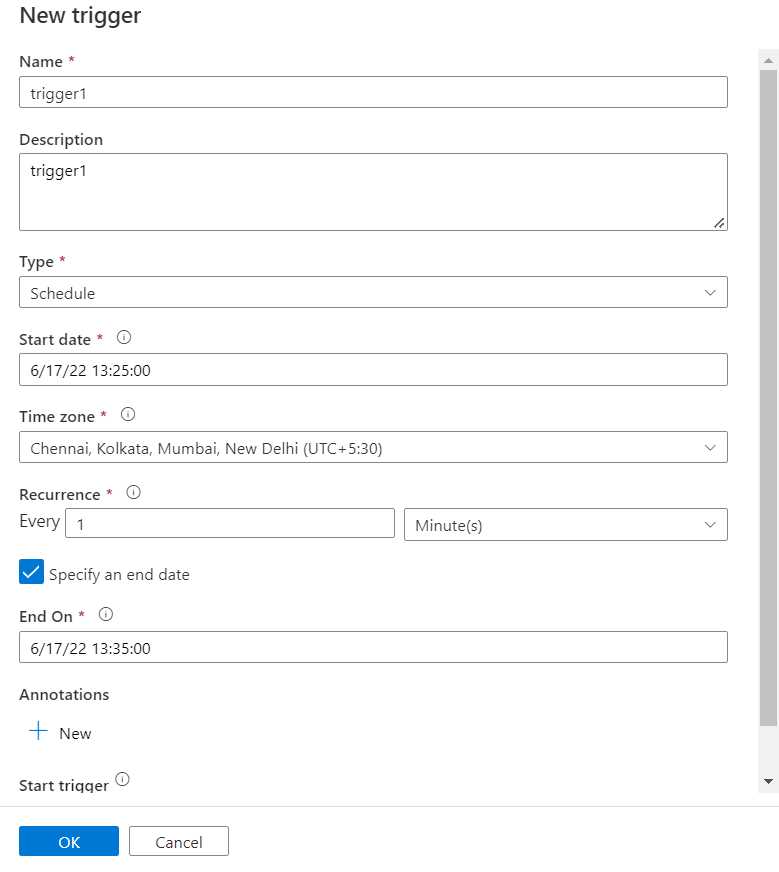 New trigger
Name *
trigger1
Description
trigger1
Type *
Schedule
Start date *
6/17/22 13:25:00
Time zone *
Chennai, Kolkata, Mumbai, New Delhi (UTC+5:30)
Recurrence *
Every 1 Minute(s)
Specify an end date
End On *
6/17/22 13:35:00
Annotations
New
Start trigger
OK Cancel